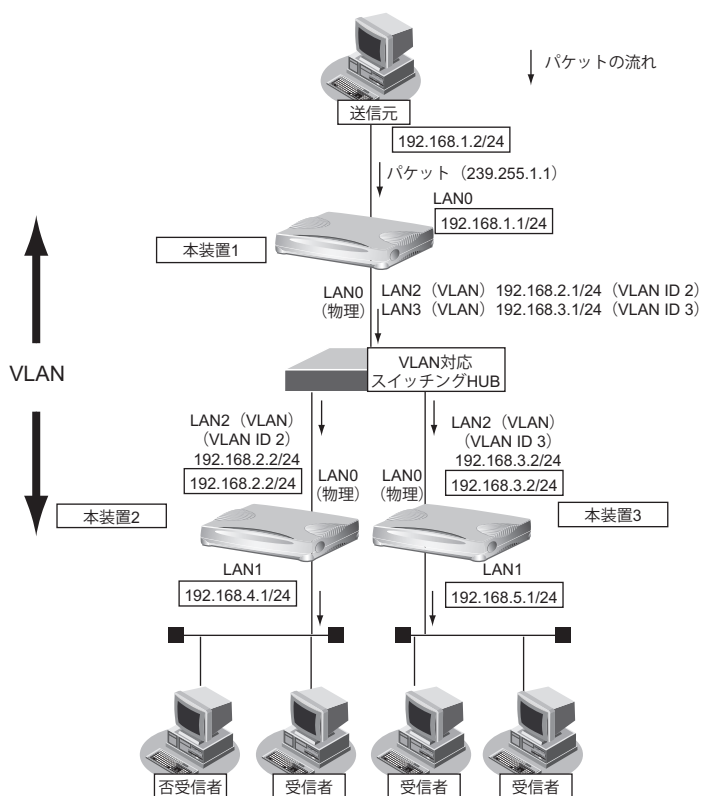 パケットの流れ
送信元
192.168.1.2/24
パケット（239.255.1.1）
LAN0
192.168.1.1/24
本装置1
LAN0
（物理）
LAN2（VLAN）192.168.2.1/24（VLAN ID 2）
LAN3（VLAN）192.168.3.1/24（VLAN ID 3）
VLAN
VLAN対応
スイッチングHUB
LAN2（VLAN）
（VLAN ID 2）
192.168.2.2/24
192.168.2.2/24
LAN0
（物理）
LAN0
（物理）
LAN2（VLAN）
（VLAN ID 3）
192.168.3.2/24
192.168.3.2/24
本装置2
本装置3
LAN1
192.168.4.1/24
LAN1
192.168.5.1/24
否受信者
受信者
受信者
受信者